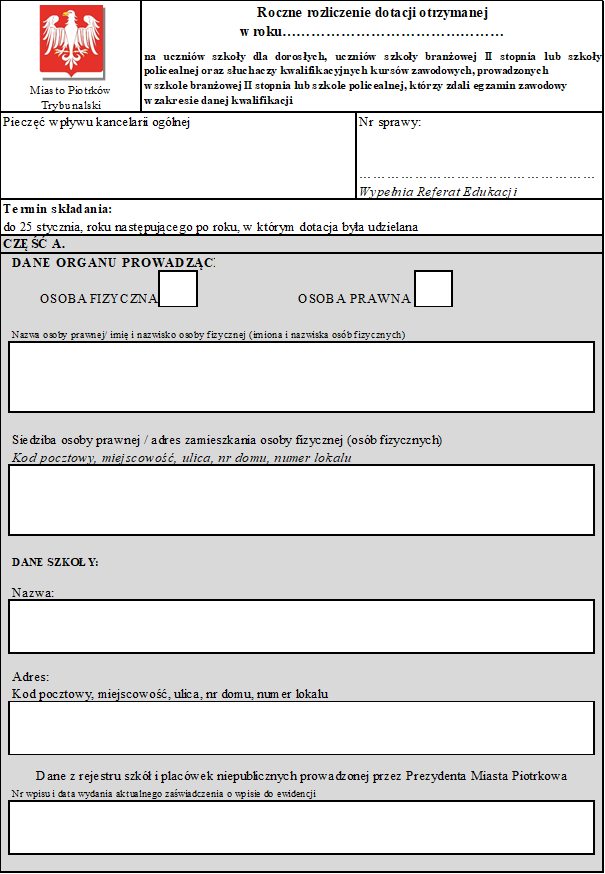 Miasto Piotrków
Trybunalski
Roczne rozliczenie dotacji otrzymanej
w roku……………………………………
na uczniów szkoły dla dorosłych, uczniów szkoły branżowej II stopnia lub szkoły
policealnej oraz słuchaczy kwalifikacyjnych kursów zawodowych, prowadzonych
w szkole branżowej II stopnia lub szkole policealnej, którzy zdali egzamin zawodowy
w zakresie danej kwalifikacji
Pieczęć wpływu kancelarii ogólnej
Nr sprawy:
……………………………………………
Wypełnia Referat Edukacji
Termin składania:
do 25 stycznia, roku następującego po roku, w którym dotacja była udzielana
CZĘŚĆ A.
DANE ORGANU PROWADZĄC
OSOBA FIZYCZNA
OSOBA PRAWNA
Nazwa osoby prawnej/ imię i nazwisko osoby fizycznej (imiona i nazwiska osób fizycznych)
Siedziba osoby prawnej / adres zamieszkania osoby fizycznej (osób fizycznych)
Kod pocztowy, miejscowość, ulica, nr domu, numer lokalu
DANE SZKOŁY:
Nazwa:
Adres:
Kod pocztowy, miejscowość, ulica, nr domu, numer lokalu
Dane z rejestru szkół i placówek niepublicznych prowadzonej przez Prezydenta Miasta Piotrkowa
Nr wpisu i data wydania aktualnego zaświadczenia o wpisie do ewidencji